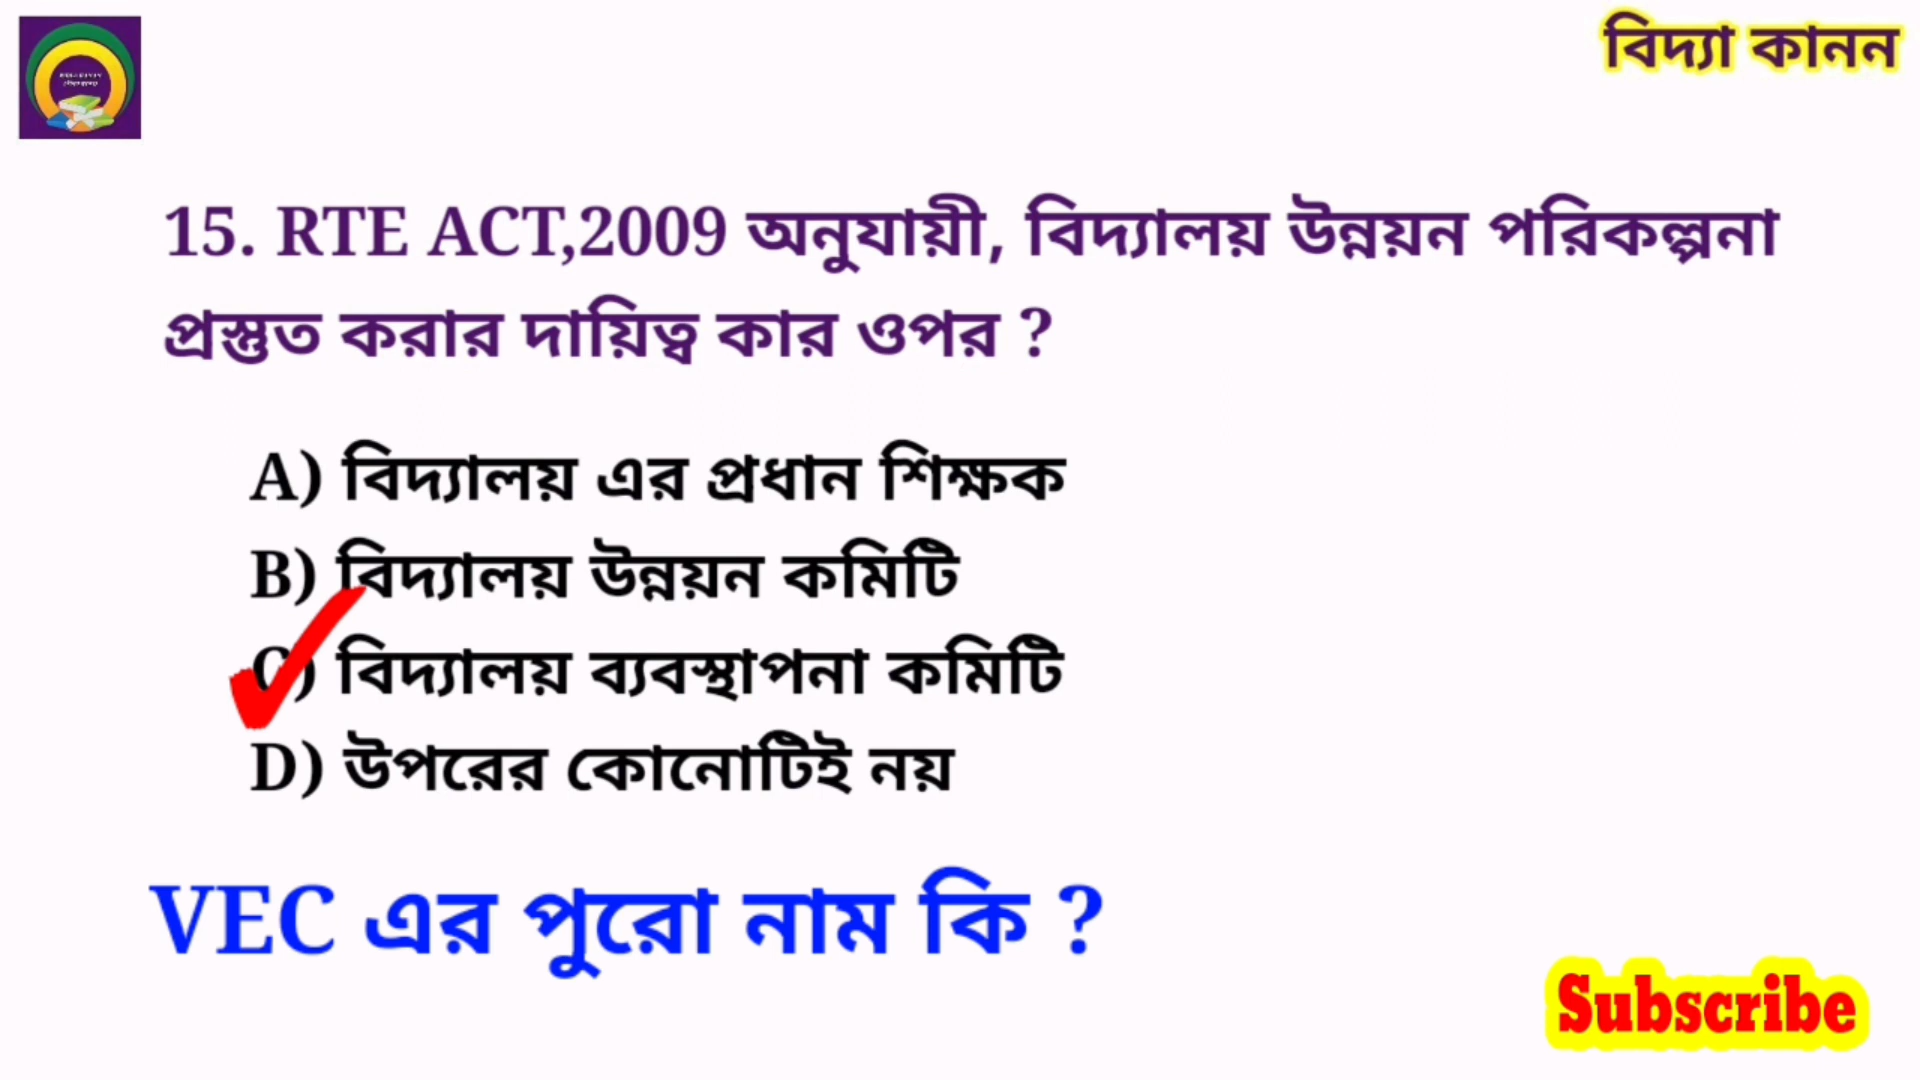 বিদ্যা কানন
15. RTE ACT,2009 অনুযায়ী, বিদ্যালয় উন্নয়ন পরিকল্পনা
প্রস্তুত করার দায়িত্ব কার ওপর ?
A) বিদ্যালয় এর প্রধান শিক্ষক
B) বিদ্যালয় উন্নয়ন কমিটি
C) বিদ্যালয় ব্যবস্থাপনা কমিটি
D) উপরের কোনোটিই নয়
VEC এর পুরো নাম কি ?
Subscribe